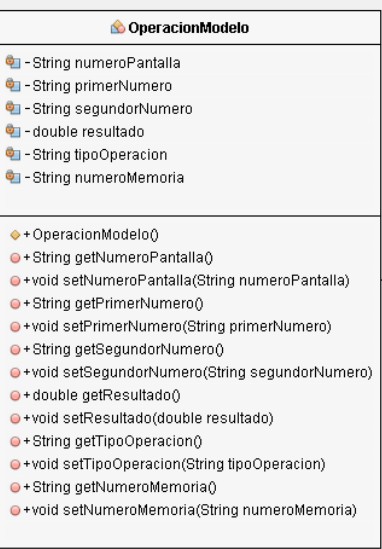 OperacionModelo
- String numeroPantalla
- String primerNumero
- String segundorNumero
- double resultado
- String tipoOperacion
- String numeroMemoria
+ OperacionModelo()
+ String getNumeroPantalla()
+void setNumeroPantalla(String numeroPantalla)
+ String getPrimerNumero()
+void setPrimerNumero(String primerNumero)
+ String getSegundorNumero()
+void setSegundorNumero(String segundorNumero)
+ double getResultado()
+void setResultado(double resultado)
+ String getTipoOperacion()
+void setTipoOperacion(String tipoOperacion)
+ String getNumeroMemoria()
+void setNumeroMemoria(String numeroMemoria)